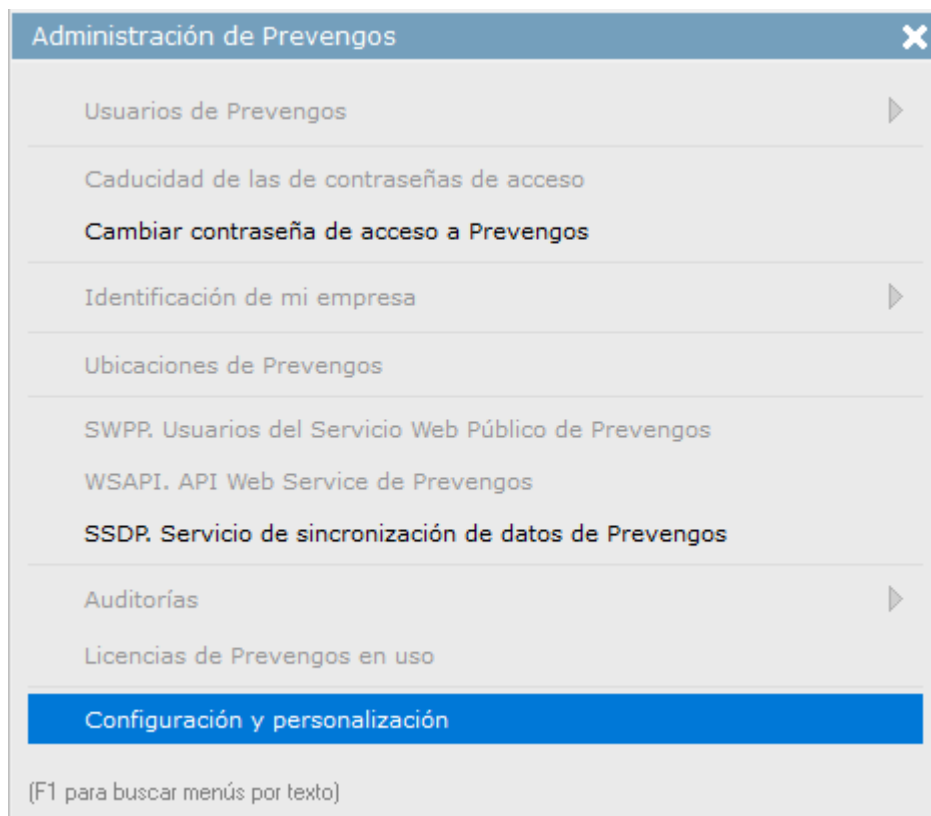 Administración de Prevengos
Usuarios de Prevengos
Caducidad de las de contraseñas de acceso
Cambiar contraseña de acceso a Prevengos
Identificación de mi empresa
Ubicaciones de Prevengos
SWPP. Usuarios del Servicio Web Público de Prevengos
WSAPI. API Web Service de Prevengos
SSDP. Servicio de sincronización de datos de Prevengos
Auditorías
Licencias de Prevengos en uso
Configuración y personalización
(F1 para buscar menús por texto)